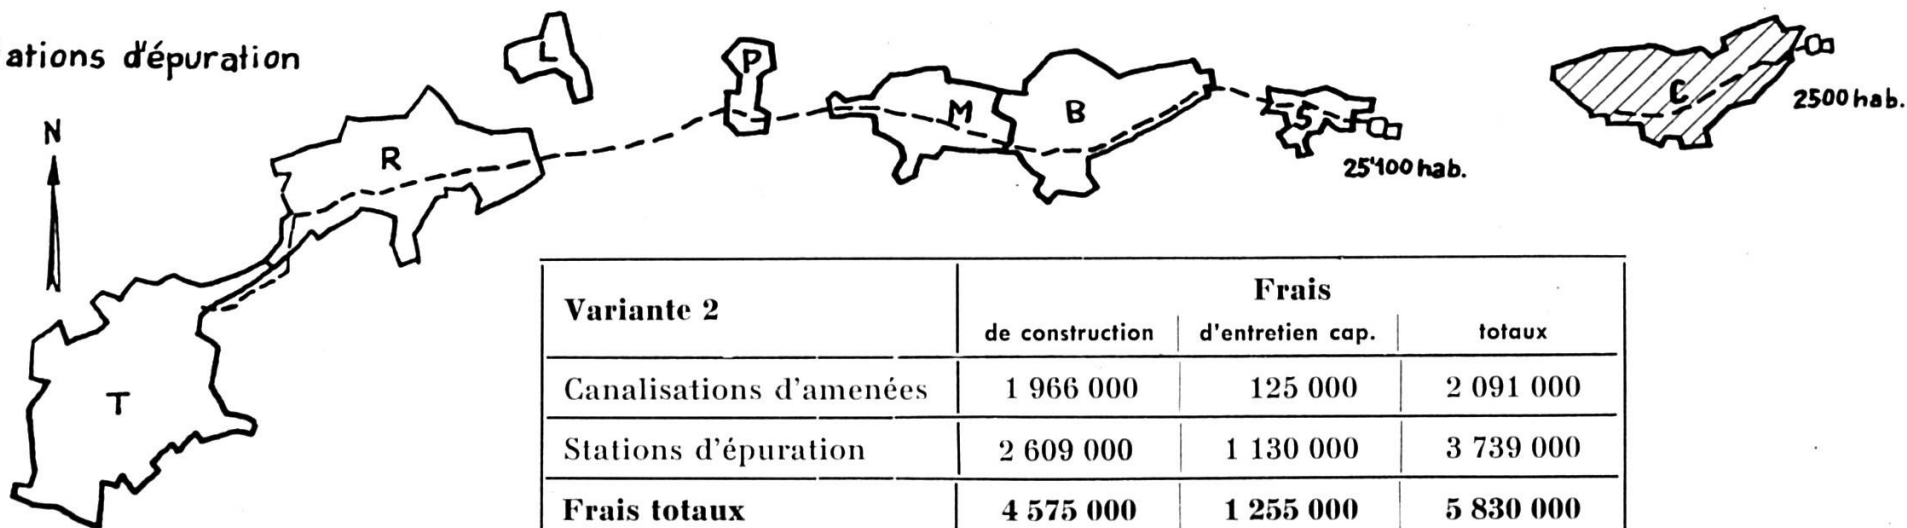 ations d'épuration
N
L
P
M
B
S
C
2500 hab.
R
25'100 hab.
T
Variante 2
Frais
de construction
d'entretien cap.
totaux
Canalisations d'amenées 1 966 000 125 000 2 091 000
Stations d'épuration 2 609 000 1 130 000 3 739 000
Frais totaux 4 575 000 1 255 000 5 830 000